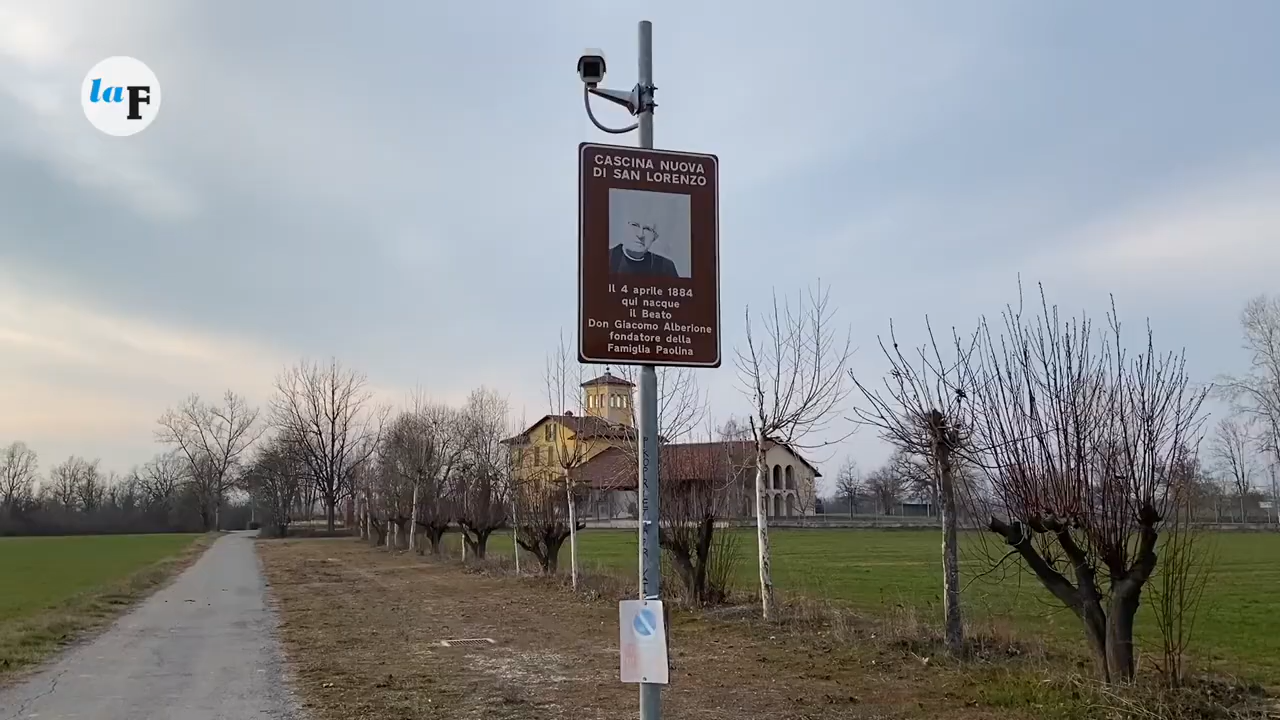 la F
CASCINA NUOVA
DI SAN LORENZO
Il 4 aprile 1884
qui nacque
il Beato
Don Giacomo Alberione
fondatore della
Famiglia Paolina